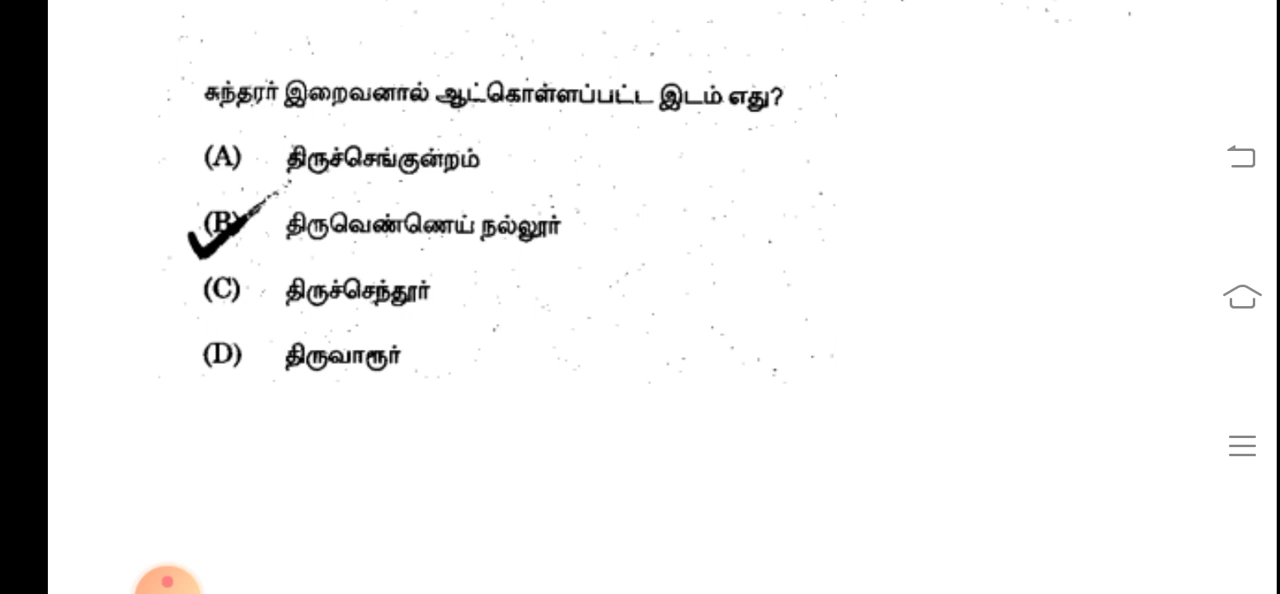 சுந்தரர் இறைவனால் ஆட்கொள்ளப்பட்ட இடம் எது?
(A) திருச்செங்குன்றம்
(B) திருவெண்ணெய் நல்லூர்
(C) திருச்செந்தூர்
(D) திருவாரூர்